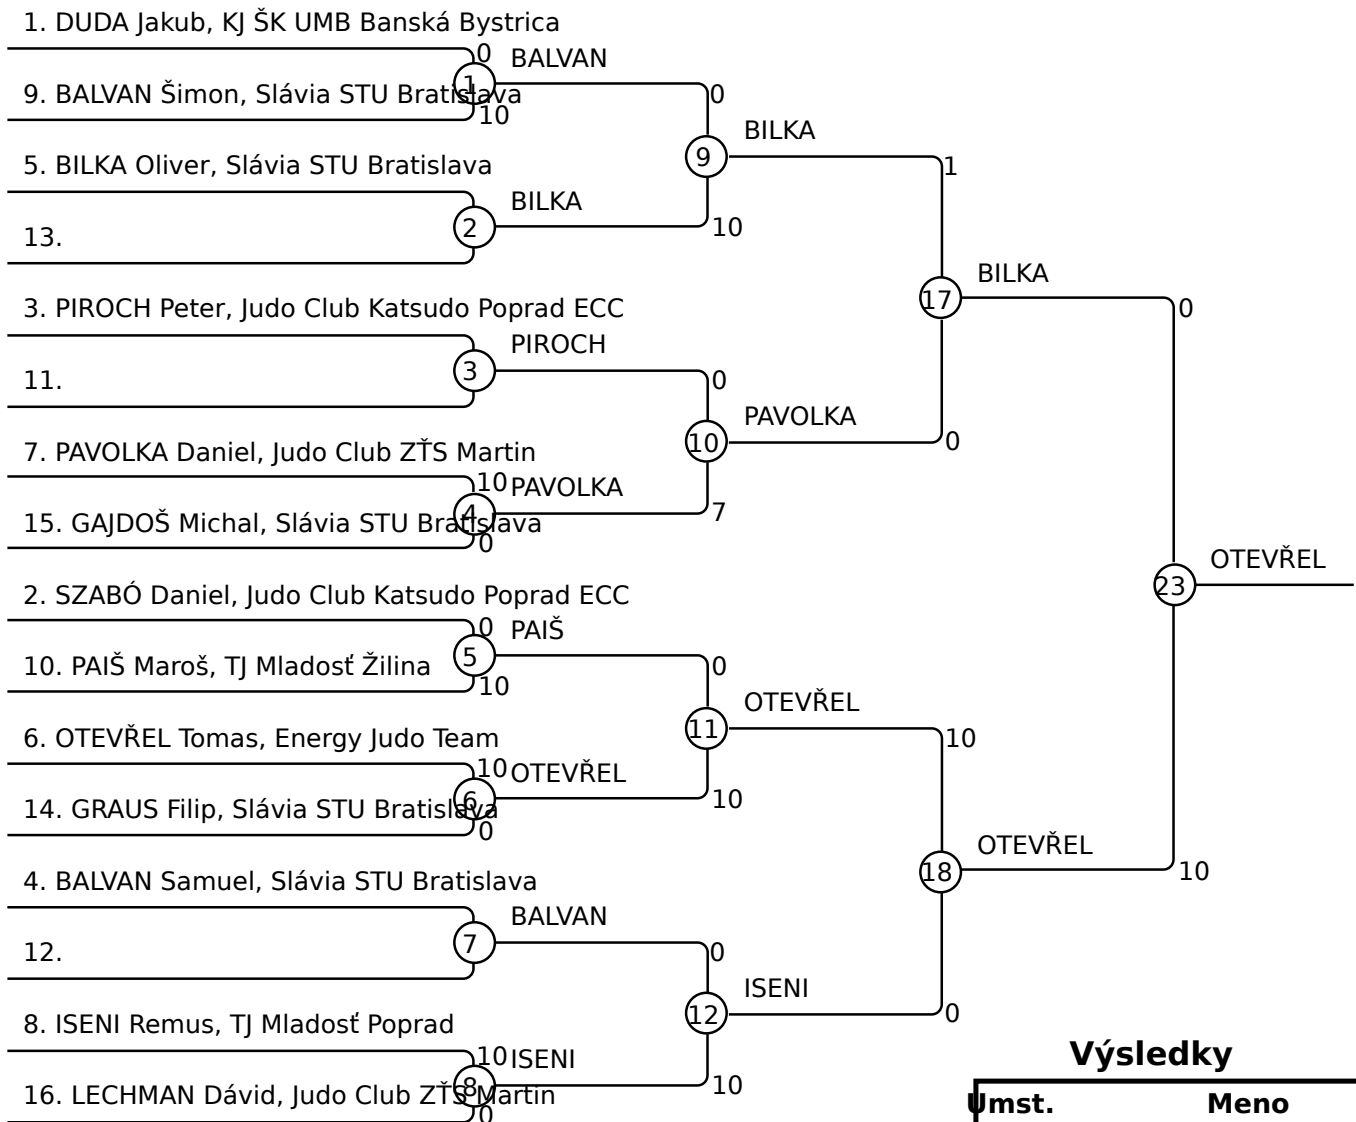 1. DUDA Jakub, KJ ŠK UMB Banská Bystrica
0
BALVAN
1
9. BALVAN Šimon, Slávia STU Bratislava
0
10
BILKA
9
5. BILKA Oliver, Slávia STU Bratislava
1
BILKA
2
10
13.
BILKA
17
3. PIROCH Peter, Judo Club Katsudo Poprad ECC
0
PIROCH
3
11.
0
PAVOLKA
10
0
7. PAVOLKA Daniel, Judo Club ZŤS Martin
10
PAVOLKA
4
7
15. GAJDOŠ Michal, Slávia STU Bratislava
0
OTEVŘEL
23
2. SZABÓ Daniel, Judo Club Katsudo Poprad ECC
0
PAIŠ
5
10. PAIŠ Maroš, TJ Mladosť Žilina
0
10
OTEVŘEL
11
6. OTEVŘEL Tomas, Energy Judo Team
10
10
OTEVŘEL
6
10
14. GRAUS Filip, Slávia STU Bratislava
0
OTEVŘEL
18
10
4. BALVAN Samuel, Slávia STU Bratislava
BALVAN
7
12.
0
ISENI
12
0
8. ISENI Remus, TJ Mladosť Poprad
10
ISENI
8
10
16. LECHMAN Dávid, Judo Club ZŤS Martin
0
Výsledky
Umst. Meno